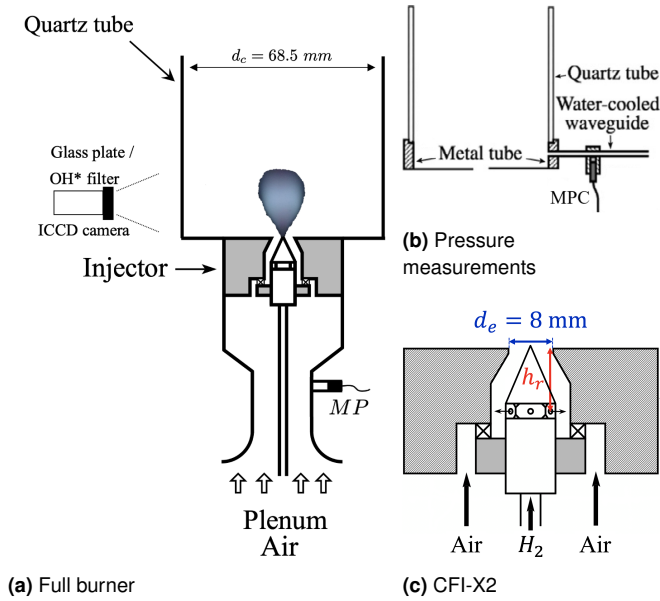 Quartz tube
d_c = 68.5 mm
Glass plate /
OH* filter
ICCD camera
Injector
MP
Plenum
Air
(a) Full burner
Quartz tube
Water-cooled
waveguide
Metal tube
MPC
(b) Pressure
measurements
d_e = 8 mm
h_r
Air
H_2
Air
(c) CFI-X2